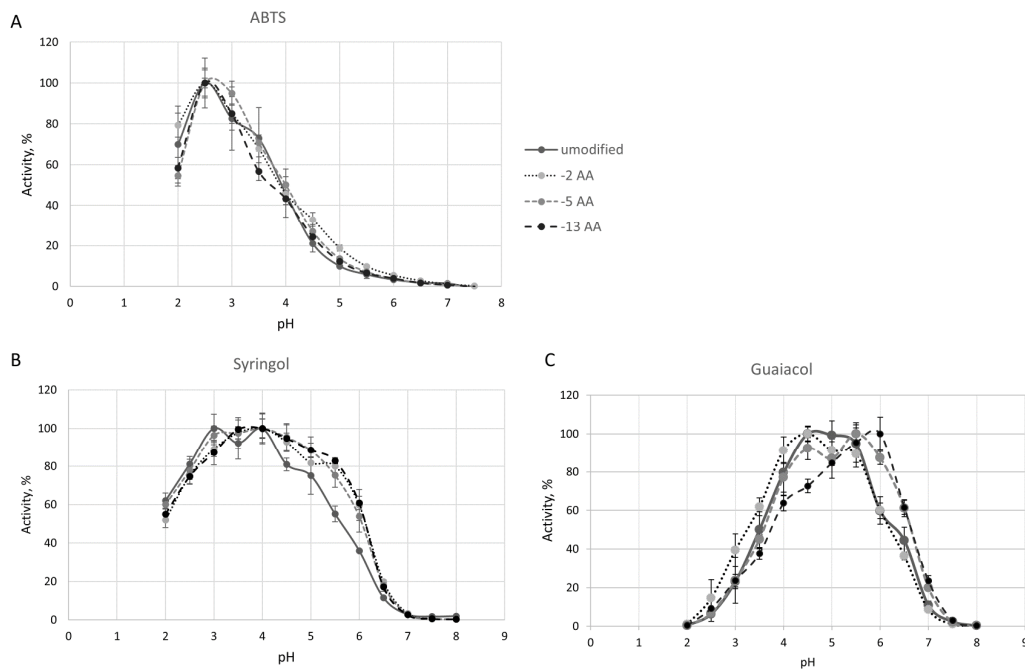 A
ABTS
120
100
80
60
40
20
0
Activity, %
0 1 2 3 4 5 6 7 8
pH
umodified
-2 AA
-5 AA
-13 AA
B
Syringol
120
100
80
60
40
20
0
Activity, %
0 1 2 3 4 5 6 7 8 9
pH
C
Guaiacol
120
100
80
60
40
20
0
Activity, %
0 1 2 3 4 5 6 7 8 9
pH